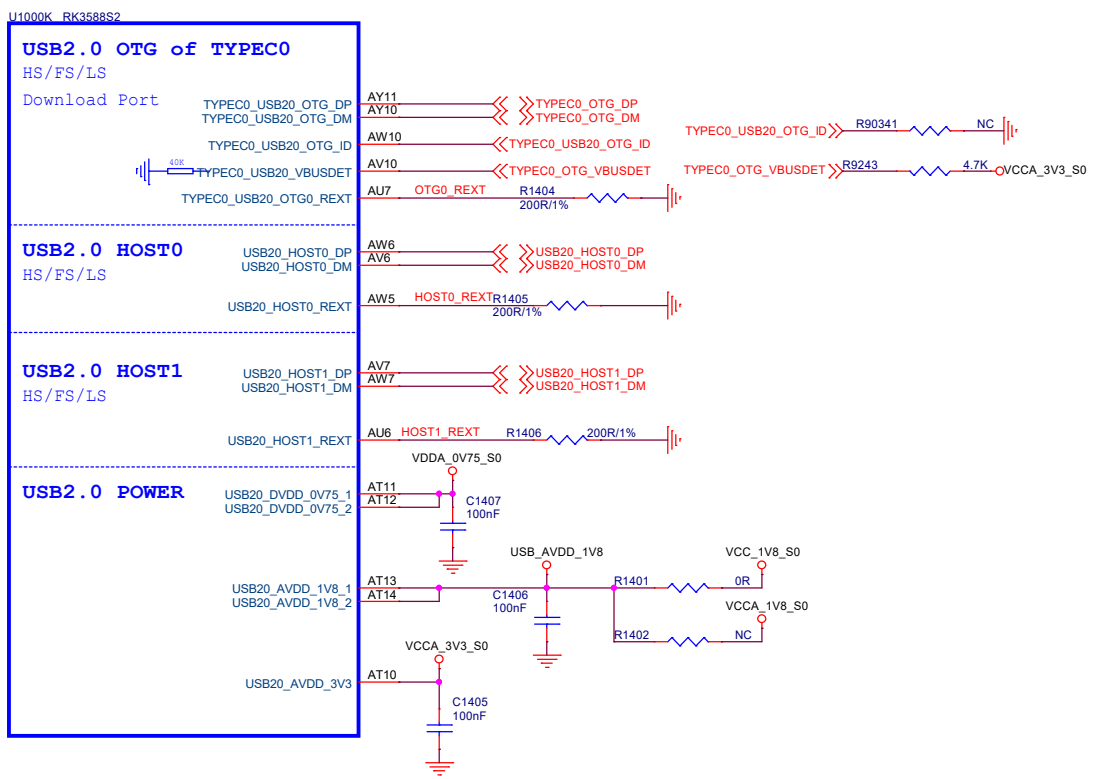 U1000K RK3588S2
USB2.0 OTG of TYPEC0
HS/FS/LS
Download Port
TYPEC0_USB20_OTG_DP AY11 TYPEC0_OTG_DP
TYPEC0_USB20_OTG_DM AY10 TYPEC0_OTG_DM
TYPEC0_USB20_OTG_ID R90341 NC
TYPEC0_USB20_OTG_ID AW10 TYPEC0_USB20_OTG_ID
40K TYPEC0_USB20_VBUSDET AV10 TYPEC0_OTG_VBUSDET
TYPEC0_OTG_VBUSDET R9243 4.7K VCCA_3V3_S0
TYPEC0_USB20_OTG0_REXT AU7 OTG0_REXT R1404
200R/1%
USB2.0 HOST0
HS/FS/LS
USB20_HOST0_DP AW6 USB20_HOST0_DP
USB20_HOST0_DM AV6 USB20_HOST0_DM
USB20_HOST0_REXT AW5 HOST0_REXT R1405
200R/1%
USB2.0 HOST1
HS/FS/LS
USB20_HOST1_DP AV7 USB20_HOST1_DP
USB20_HOST1_DM AW7 USB20_HOST1_DM
USB20_HOST1_REXT AU6 HOST1_REXT R1406 200R/1%
VDDA_0V75_S0
USB2.0 POWER
USB20_DVDD_0V75_1 AT11
USB20_DVDD_0V75_2 AT12
C1407
100nF
USB_AVDD_1V8 VCC_1V8_S0
USB20_AVDD_1V8_1 AT13 R1401 0R
USB20_AVDD_1V8_2 AT14
C1406
100nF
VCCA_1V8_S0
R1402 NC
VCCA_3V3_S0
USB20_AVDD_3V3 AT10
C1405
100nF